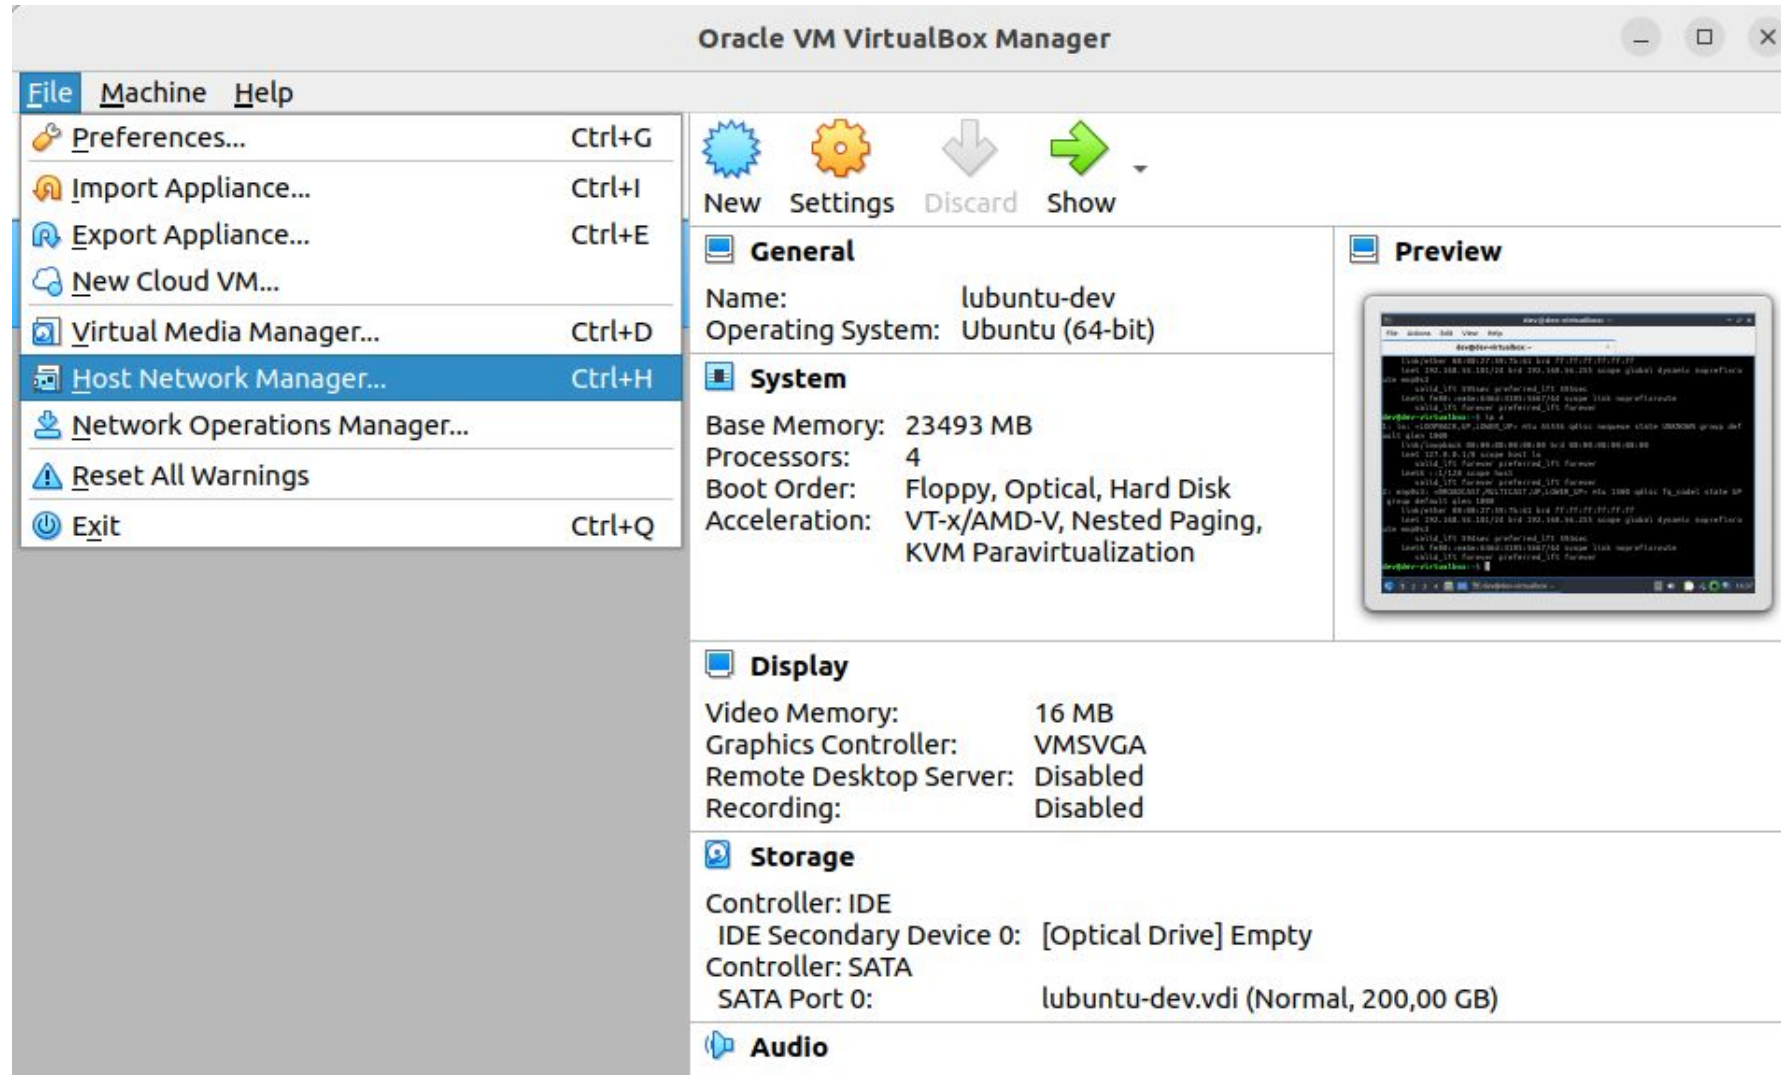 Oracle VM VirtualBox Manager
File Machine Help
Preferences... Ctrl+G
Import Appliance... Ctrl+I
Export Appliance... Ctrl+E
New Cloud VM...
Virtual Media Manager... Ctrl+D
Host Network Manager... Ctrl+H
Network Operations Manager...
Reset All Warnings
Exit Ctrl+Q
New Settings Discard Show
General
Name: lubuntu-dev
Operating System: Ubuntu (64-bit)
System
Base Memory: 23493 MB
Processors: 4
Boot Order: Floppy, Optical, Hard Disk
Acceleration: VT-x/AMD-V, Nested Paging,
KVM Paravirtualization
Preview
File Actions Edit View Help
Display
Video Memory: 16 MB
Graphics Controller: VMSVGA
Remote Desktop Server: Disabled
Recording: Disabled
Storage
Controller: IDE
IDE Secondary Device 0: [Optical Drive] Empty
Controller: SATA
SATA Port 0: lubuntu-dev.vdi (Normal, 200,00 GB)
Audio